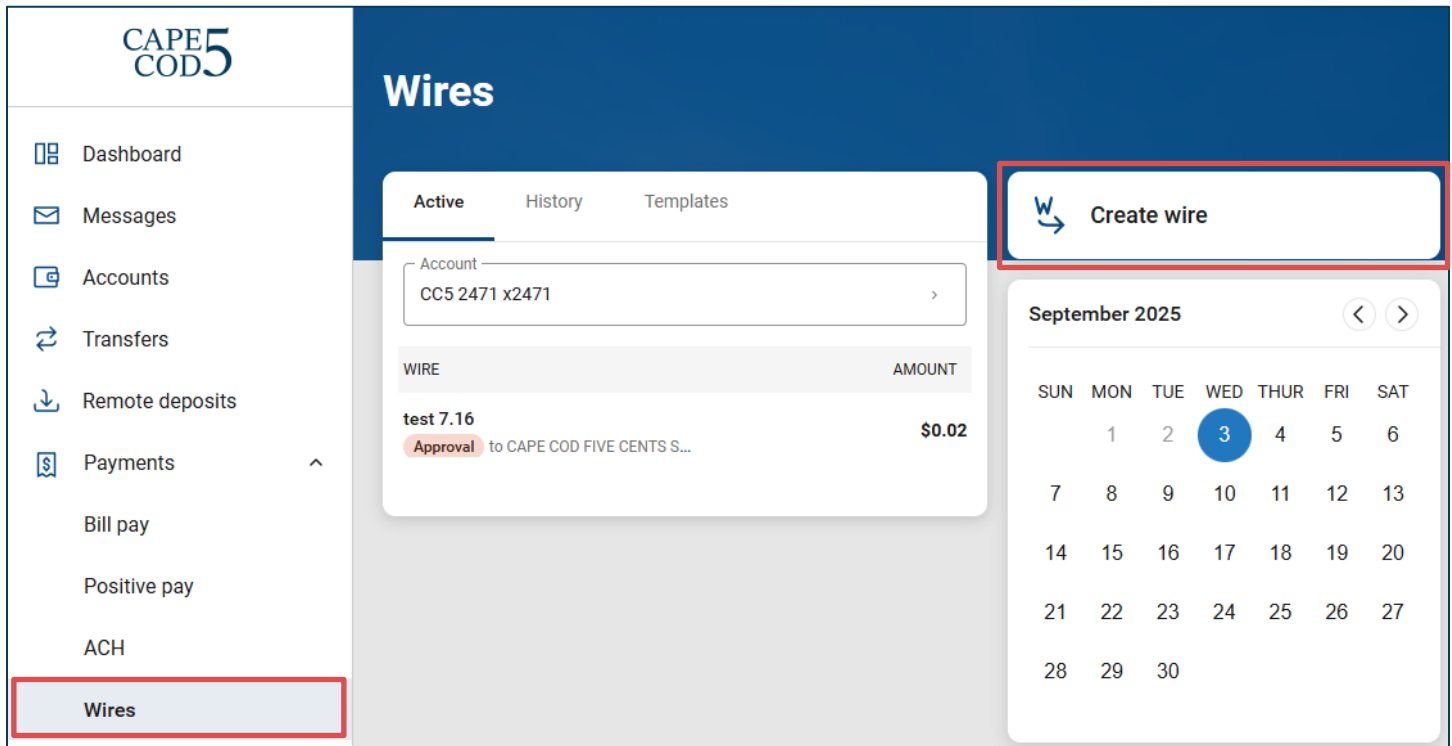 CAPE
COD 5
Dashboard
Messages
Accounts
Transfers
Remote deposits
Payments
Bill pay
Positive pay
ACH
Wires
Wires
Active History Templates
Account
CC5 2471 x2471
WIRE AMOUNT
test 7.16
$0.02
Approval to CAPE COD FIVE CENTS S...
W Create wire
September 2025
SUN MON TUE WED THUR FRI SAT
1 2 3 4 5 6
7 8 9 10 11 12 13
14 15 16 17 18 19 20
21 22 23 24 25 26 27
28 29 30